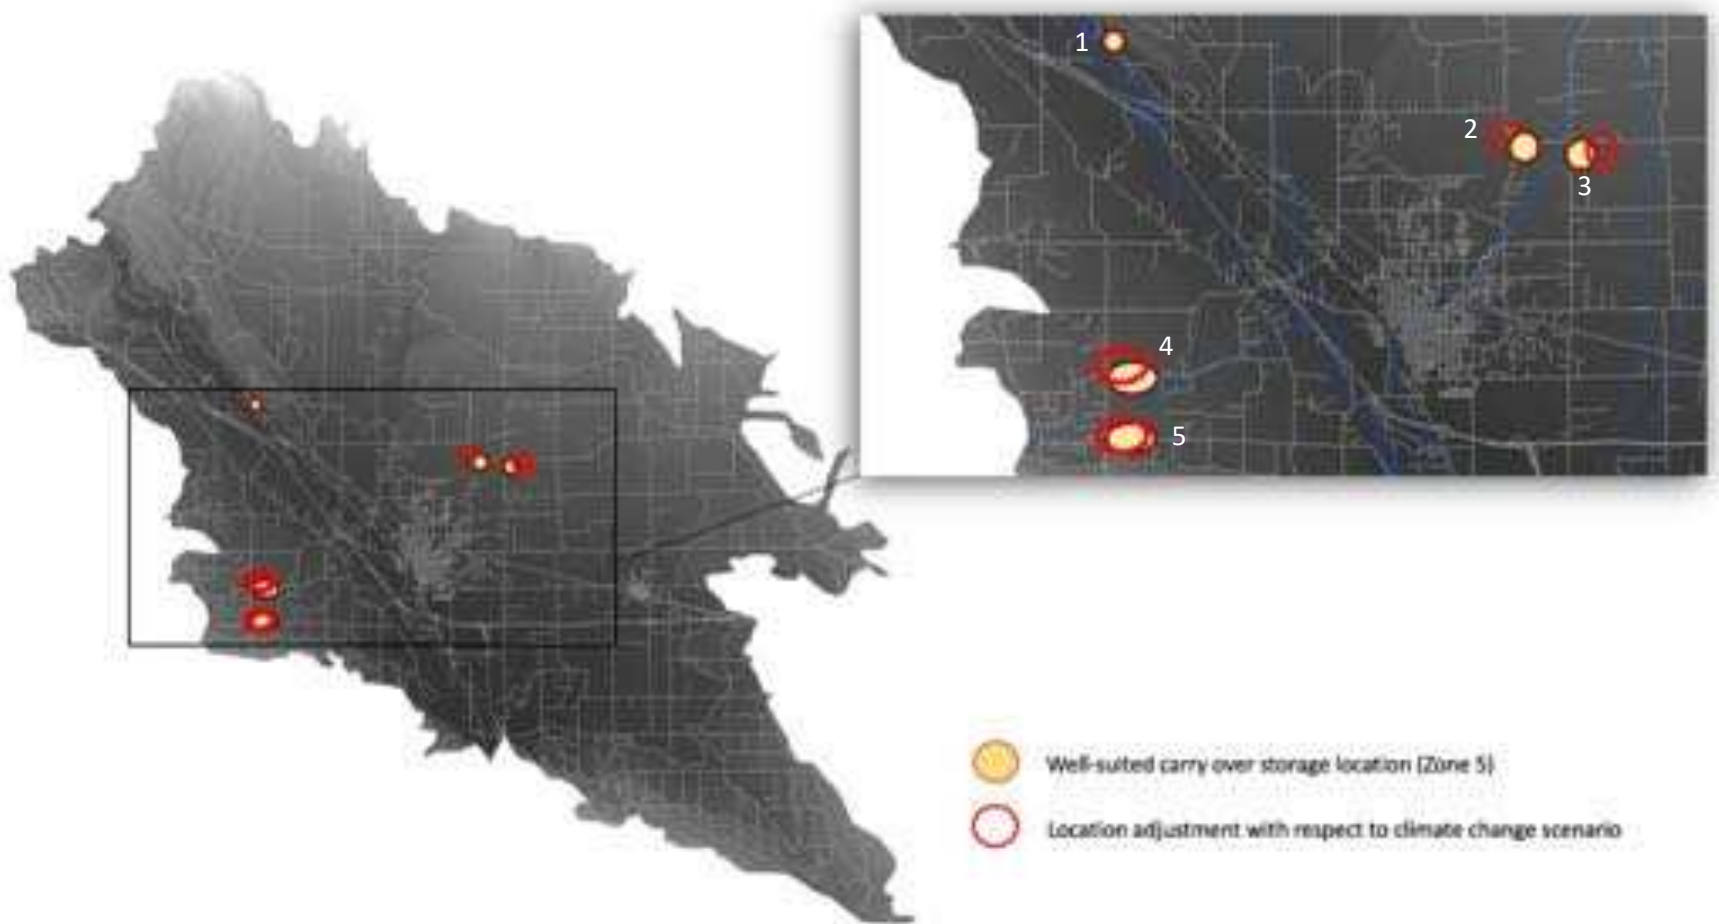 1
2
3
4
5
Well-suited carry over storage location (Zone 5)
Location adjustment with respect to climate change scenario